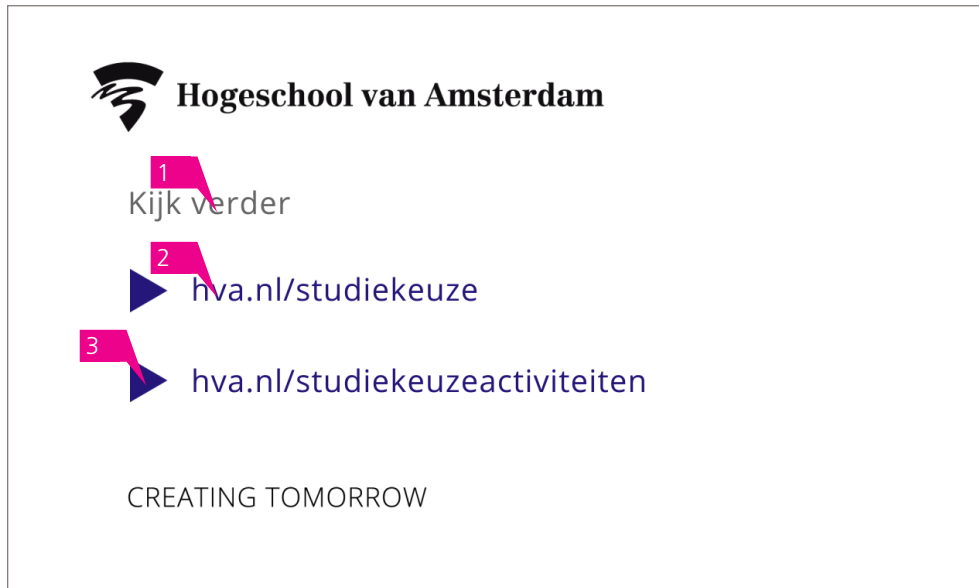 Hogeschool van Amsterdam
1
Kijk verder
2
hva.nl/studiekeuze
3
hva.nl/studiekeuzeactiviteiten
CREATING TOMORROW